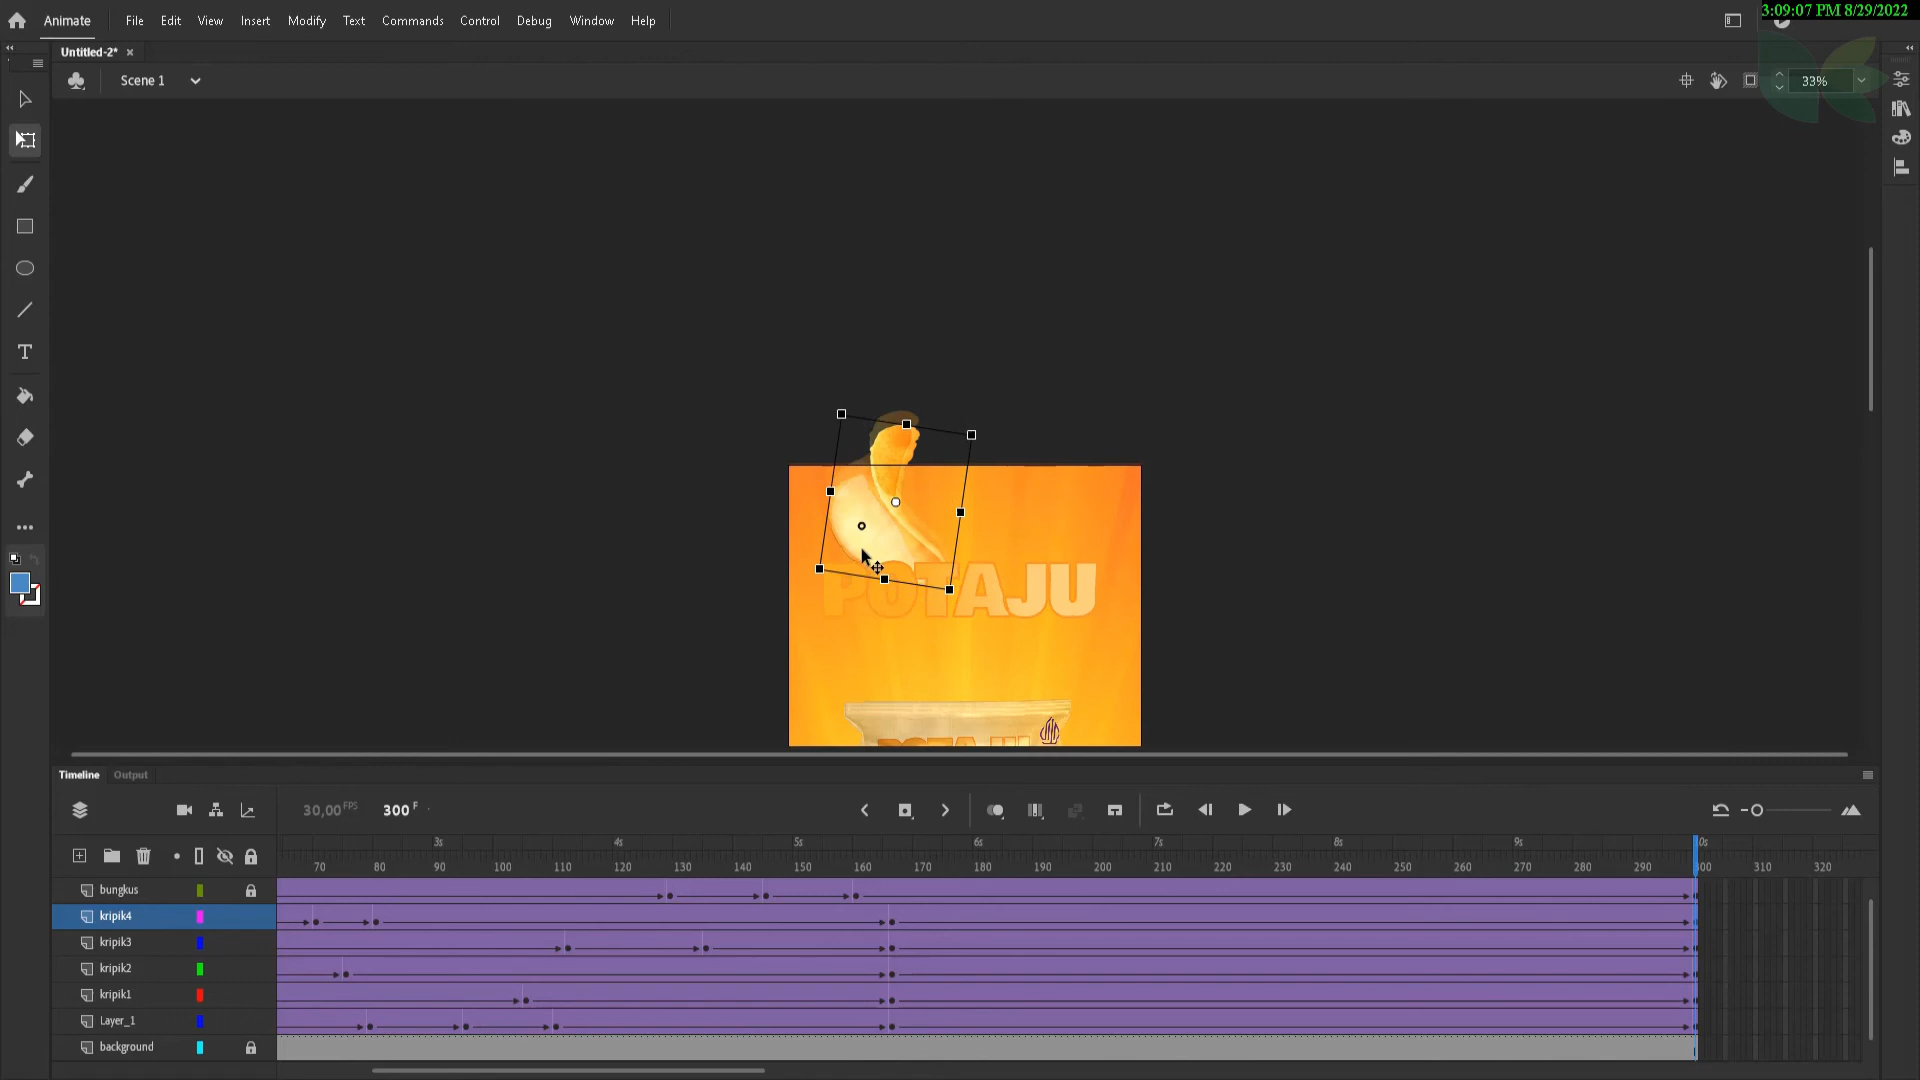 Animate File Edit View Insert Modify Text Commands Control Debug Window Help
3:09:07 PM 8/29/2022
Untitled-2*
Scene 1
33%
POTAJU
POTAJU
Timeline Output
30,00 FPS 300 F
3s 4s 5s 6s 7s 8s 9s 0s
70 80 90 100 110 120 130 140 150 160 170 180 190 200 210 220 230 240 250 260 270 280 290 300 310 320
bungkus
kripik4
kripik3
kripik2
kripik1
Layer_1
background